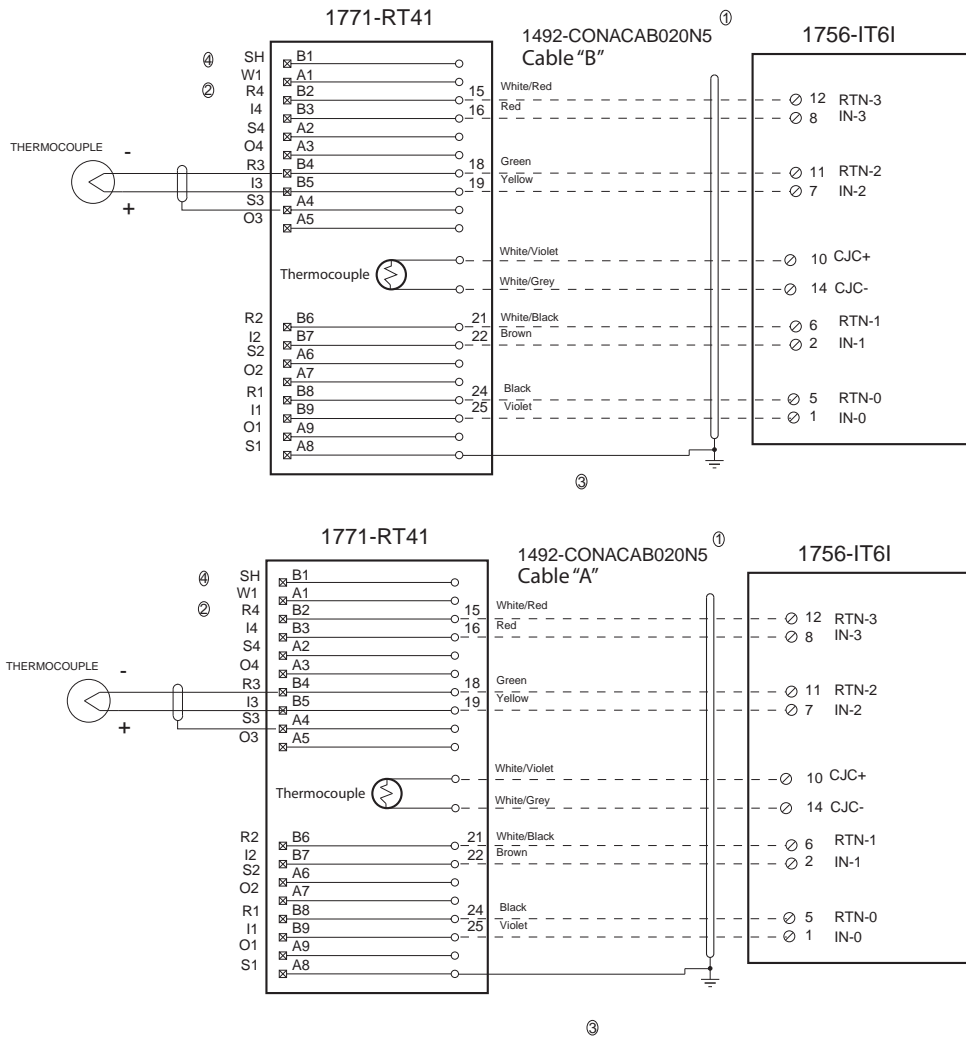 1771-RT41
①
1492-CONACAB020N5
Cable “B”
1756-IT6I
④ SH B1
W1 A1
② R4 B2 15 White/Red 12 RTN-3
I4 B3 16 Red 8 IN-3
S4 A2
O4 A3
THERMOCOUPLE -
R3 B4 18 Green 11 RTN-2
I3 B5 19 Yellow 7 IN-2
+ S3 A4
O3 A5
White/Violet 10 CJC+
Thermocouple
White/Grey 14 CJC-
R2 B6 21 White/Black 6 RTN-1
I2 B7 22 Brown 2 IN-1
S2 A6
O2 A7
R1 B8 24 Black 5 RTN-0
I1 B9 25 Violet 1 IN-0
O1 A9
S1 A8
③
1771-RT41
①
1492-CONACAB020N5
Cable “A”
1756-IT6I
④ SH B1
W1 A1
② R4 B2 15 White/Red 12 RTN-3
I4 B3 16 Red 8 IN-3
S4 A2
O4 A3
THERMOCOUPLE -
R3 B4 18 Green 11 RTN-2
I3 B5 19 Yellow 7 IN-2
+ S3 A4
O3 A5
White/Violet 10 CJC+
Thermocouple
White/Grey 14 CJC-
R2 B6 21 White/Black 6 RTN-1
I2 B7 22 Brown 2 IN-1
S2 A6
O2 A7
R1 B8 24 Black 5 RTN-0
I1 B9 25 Violet 1 IN-0
O1 A9
S1 A8
③